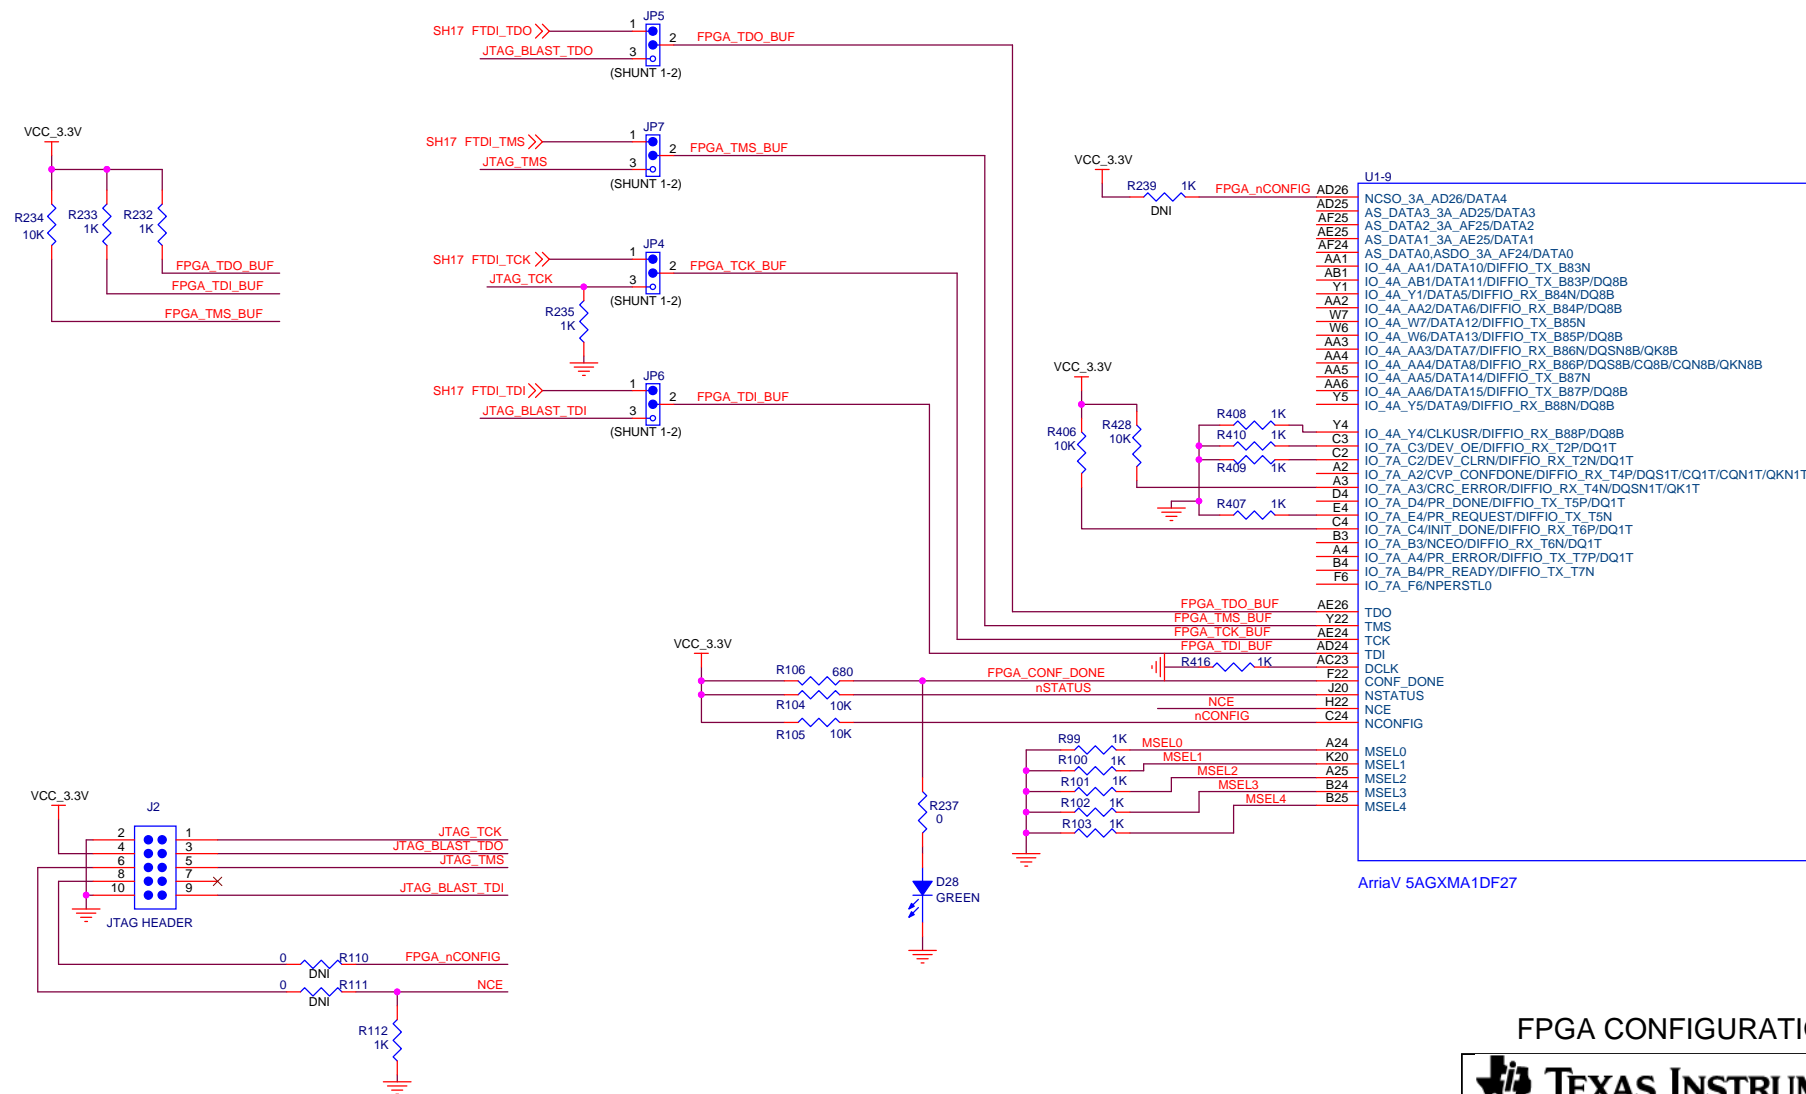 JP5
SH17 FTDI_TDO
1
2
FPGA_TDO_BUF
JTAG_BLAST_TDO
3
(SHUNT 1-2)
JP7
SH17 FTDI_TMS
1
2
FPGA_TMS_BUF
JTAG_TMS
3
(SHUNT 1-2)
JP4
SH17 FTDI_TCK
1
2
FPGA_TCK_BUF
JTAG_TCK
3
(SHUNT 1-2)
R235
1K
JP6
SH17 FTDI_TDI
1
2
FPGA_TDI_BUF
JTAG_BLAST_TDI
3
(SHUNT 1-2)
VCC_3.3V
R234
10K
R233
1K
R232
1K
FPGA_TDO_BUF
FPGA_TDI_BUF
FPGA_TMS_BUF
VCC_3.3V
R239 1K
DNI
FPGA_nCONFIG
U1-9
AD26 NCSO_3A_AD26/DATA4
AD25 AS_DATA3_3A_AD25/DATA3
AF25 AS_DATA2_3A_AF25/DATA2
AE25 AS_DATA1_3A_AE25/DATA1
AF24 AS_DATA0,ASDO_3A_AF24/DATA0
AA1 IO_4A_AA1/DATA10/DIFFIO_TX_B83N
AB1 IO_4A_AB1/DATA11/DIFFIO_TX_B83P/DQ8B
Y1 IO_4A_Y1/DATA5/DIFFIO_RX_B84N/DQ8B
AA2 IO_4A_AA2/DATA6/DIFFIO_RX_B84P/DQ8B
W7 IO_4A_W7/DATA12/DIFFIO_TX_B85N
W6 IO_4A_W6/DATA13/DIFFIO_TX_B85P/DQ8B
AA3 IO_4A_AA3/DATA7/DIFFIO_RX_B86N/DQSN8B/QK8B
AA4 IO_4A_AA4/DATA8/DIFFIO_RX_B86P/DQS8B/CQ8B/CQN8B/QKN8B
AA5 IO_4A_AA5/DATA14/DIFFIO_TX_B87N
AA6 IO_4A_AA6/DATA15/DIFFIO_TX_B87P/DQ8B
Y5 IO_4A_Y5/DATA9/DIFFIO_RX_B88N/DQ8B
Y4 IO_4A_Y4/CLKUSR/DIFFIO_RX_B88P/DQ8B
C3 IO_7A_C3/DEV_OE/DIFFIO_RX_T2P/DQ1T
C2 IO_7A_C2/DEV_CLRN/DIFFIO_RX_T2N/DQ1T
A2 IO_7A_A2/CVP_CONFDONE/DIFFIO_RX_T4P/DQS1T/CQ1T/CQN1T/QKN1T
A3 IO_7A_A3/CRC_ERROR/DIFFIO_RX_T4N/DQSN1T/QK1T
D4 IO_7A_D4/PR_DONE/DIFFIO_TX_T5P/DQ1T
E4 IO_7A_E4/PR_REQUEST/DIFFIO_TX_T5N
C4 IO_7A_C4/INIT_DONE/DIFFIO_RX_T6P/DQ1T
B3 IO_7A_B3/NCEO/DIFFIO_RX_T6N/DQ1T
A4 IO_7A_A4/PR_ERROR/DIFFIO_TX_T7P/DQ1T
B4 IO_7A_B4/PR_READY/DIFFIO_TX_T7N
F6 IO_7A_F6/NPERSTL0
VCC_3.3V
R406
10K
R428
10K
R408 1K
R410 1K
R409 1K
R407 1K
FPGA_TDO_BUF AE26 TDO
FPGA_TMS_BUF Y22 TMS
FPGA_TCK_BUF AE24 TCK
FPGA_TDI_BUF AD24 TDI
R416 1K AC23 DCLK
VCC_3.3V
R106 680 FPGA_CONF_DONE F22 CONF_DONE
R104 10K nSTATUS J20 NSTATUS
NCE H22 NCE
R105 10K nCONFIG C24 NCONFIG
R99 1K MSEL0 A24 MSEL0
R100 1K MSEL1 K20 MSEL1
R101 1K MSEL2 A25 MSEL2
R102 1K MSEL3 B24 MSEL3
R103 1K MSEL4 B25 MSEL4
R237
0
D28
GREEN
ArriaV 5AGXMA1DF27
VCC_3.3V
J2
2 1 JTAG_TCK
4 3 JTAG_BLAST_TDO
6 5 JTAG_TMS
8 7
10 9 JTAG_BLAST_TDI
JTAG HEADER
0 R110 FPGA_nCONFIG
DNI
0 R111 NCE
DNI
R112
1K
FPGA CONFIGURATI
TEXAS INSTRUM